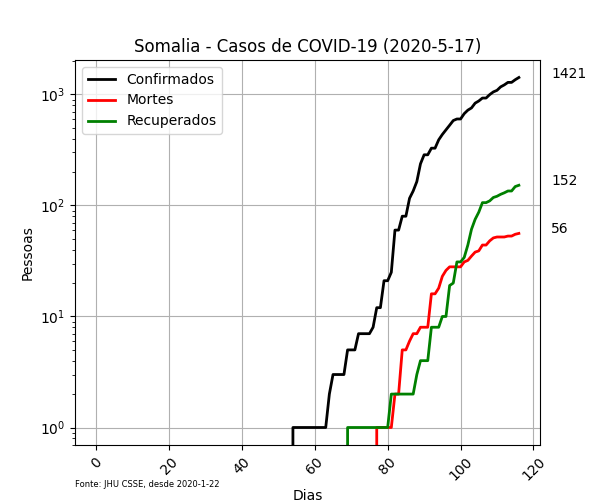 Somalia - Casos de COVID-19 (2020-5-17)
Confirmados
Mortes
Recuperados
1421
152
56
Pessoas
10³
10²
10¹
10⁰
0 20 40 60 80 100 120
Fonte: JHU CSSE, desde 2020-1-22
Dias